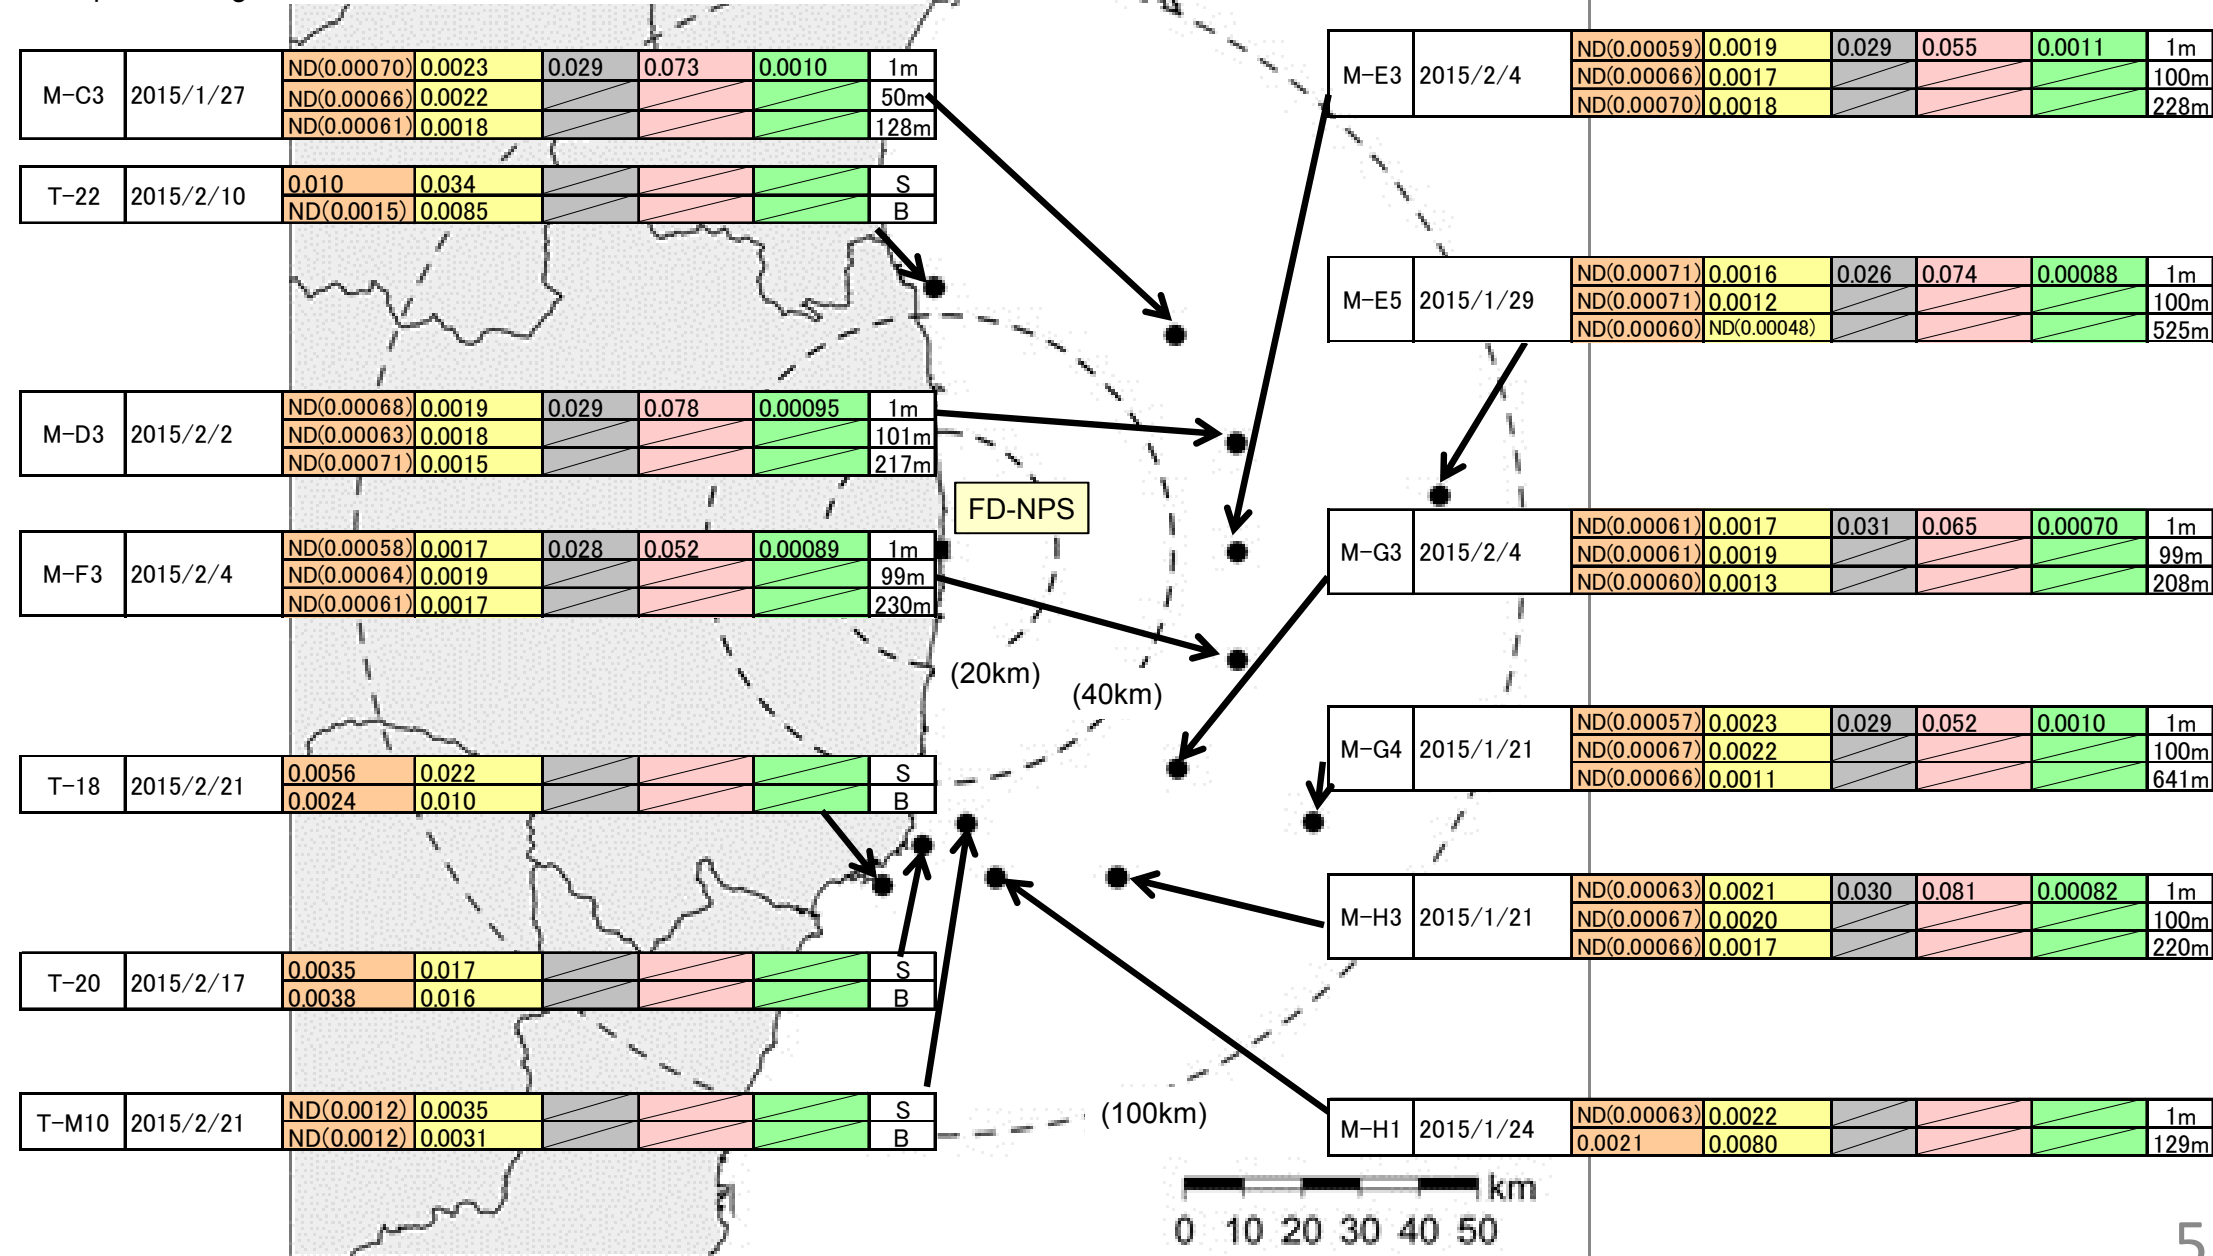 M-C3 2015/1/27 ND(0.00070) 0.0023 0.029 0.073 0.0010 1m
ND(0.00066) 0.0022 50m
ND(0.00061) 0.0018 128m
T-22 2015/2/10 0.010 0.034 S
ND(0.0015) 0.0085 B
M-D3 2015/2/2 ND(0.00068) 0.0019 0.029 0.078 0.00095 1m
ND(0.00063) 0.0018 101m
ND(0.00071) 0.0015 217m
M-F3 2015/2/4 ND(0.00058) 0.0017 0.028 0.052 0.00089 1m
ND(0.00064) 0.0019 99m
ND(0.00061) 0.0017 230m
T-18 2015/2/21 0.0056 0.022 S
0.0024 0.010 B
T-20 2015/2/17 0.0035 0.017 S
0.0038 0.016 B
T-M10 2015/2/21 ND(0.0012) 0.0035 S
ND(0.0012) 0.0031 B
FD-NPS
(20km)
(40km)
(100km)
M-E3 2015/2/4 ND(0.00059) 0.0019 0.029 0.055 0.0011 1m
ND(0.00066) 0.0017 100m
ND(0.00070) 0.0018 228m
M-E5 2015/1/29 ND(0.00071) 0.0016 0.026 0.074 0.00088 1m
ND(0.00071) 0.0012 100m
ND(0.00060) ND(0.00048) 525m
M-G3 2015/2/4 ND(0.00061) 0.0017 0.031 0.065 0.00070 1m
ND(0.00061) 0.0019 99m
ND(0.00060) 0.0013 208m
M-G4 2015/1/21 ND(0.00057) 0.0023 0.029 0.052 0.0010 1m
ND(0.00067) 0.0022 100m
ND(0.00066) 0.0011 641m
M-H3 2015/1/21 ND(0.00063) 0.0021 0.030 0.081 0.00082 1m
ND(0.00067) 0.0020 100m
ND(0.00066) 0.0017 220m
M-H1 2015/1/24 ND(0.00063) 0.0022 1m
0.0021 0.0080 129m
km
0 10 20 30 40 50
5